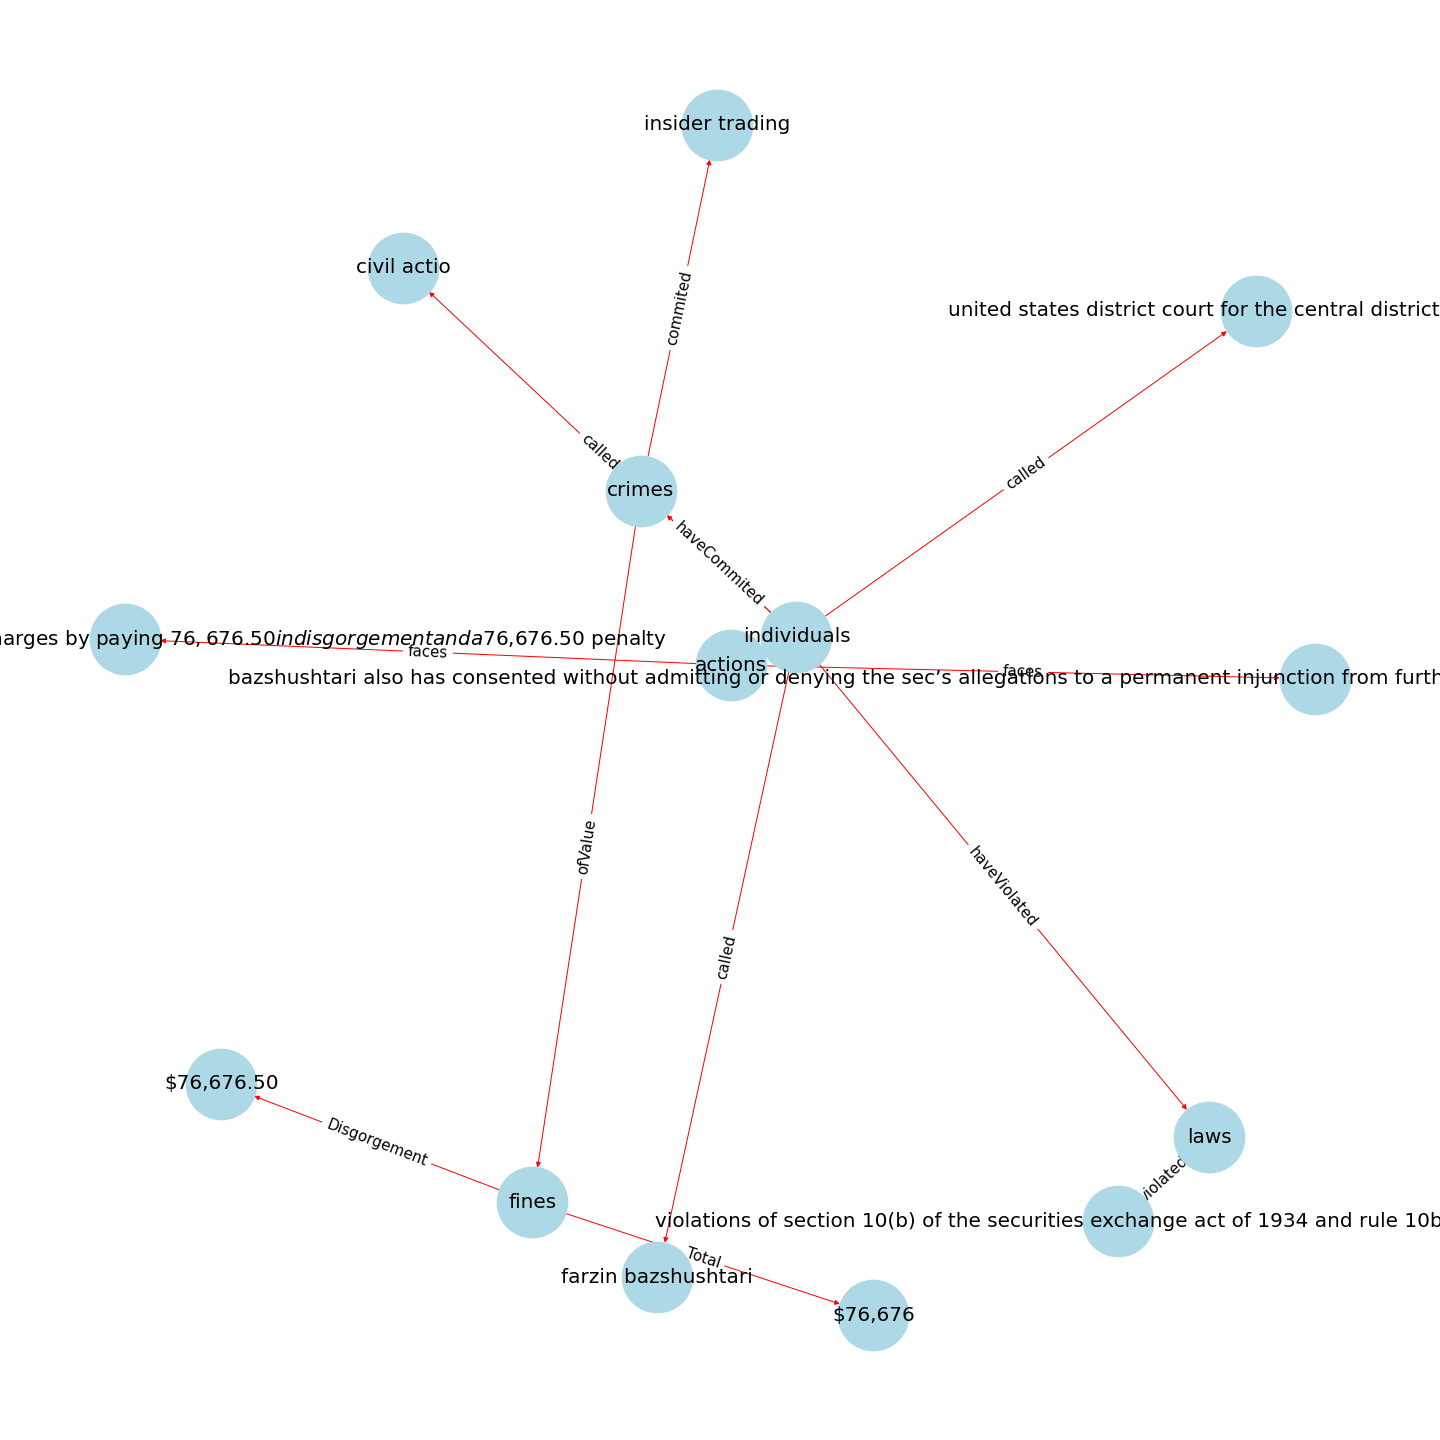 insider trading
civil actio
commited
united states district court for the central district
called
called
crimes
haveCommited
individuals
harges by paying 76,676.50indisgorgementanda76,676.50 penalty
faces
actions
faces
bazshushtari also has consented without admitting or denying the sec’s allegations to a permanent injunction from furth
ofValue
haveViolated
called
$76,676.50
Disgorgement
laws
violated
fines
violations of section 10(b) of the securities exchange act of 1934 and rule 10b
Total
farzin bazshushtari
$76,676